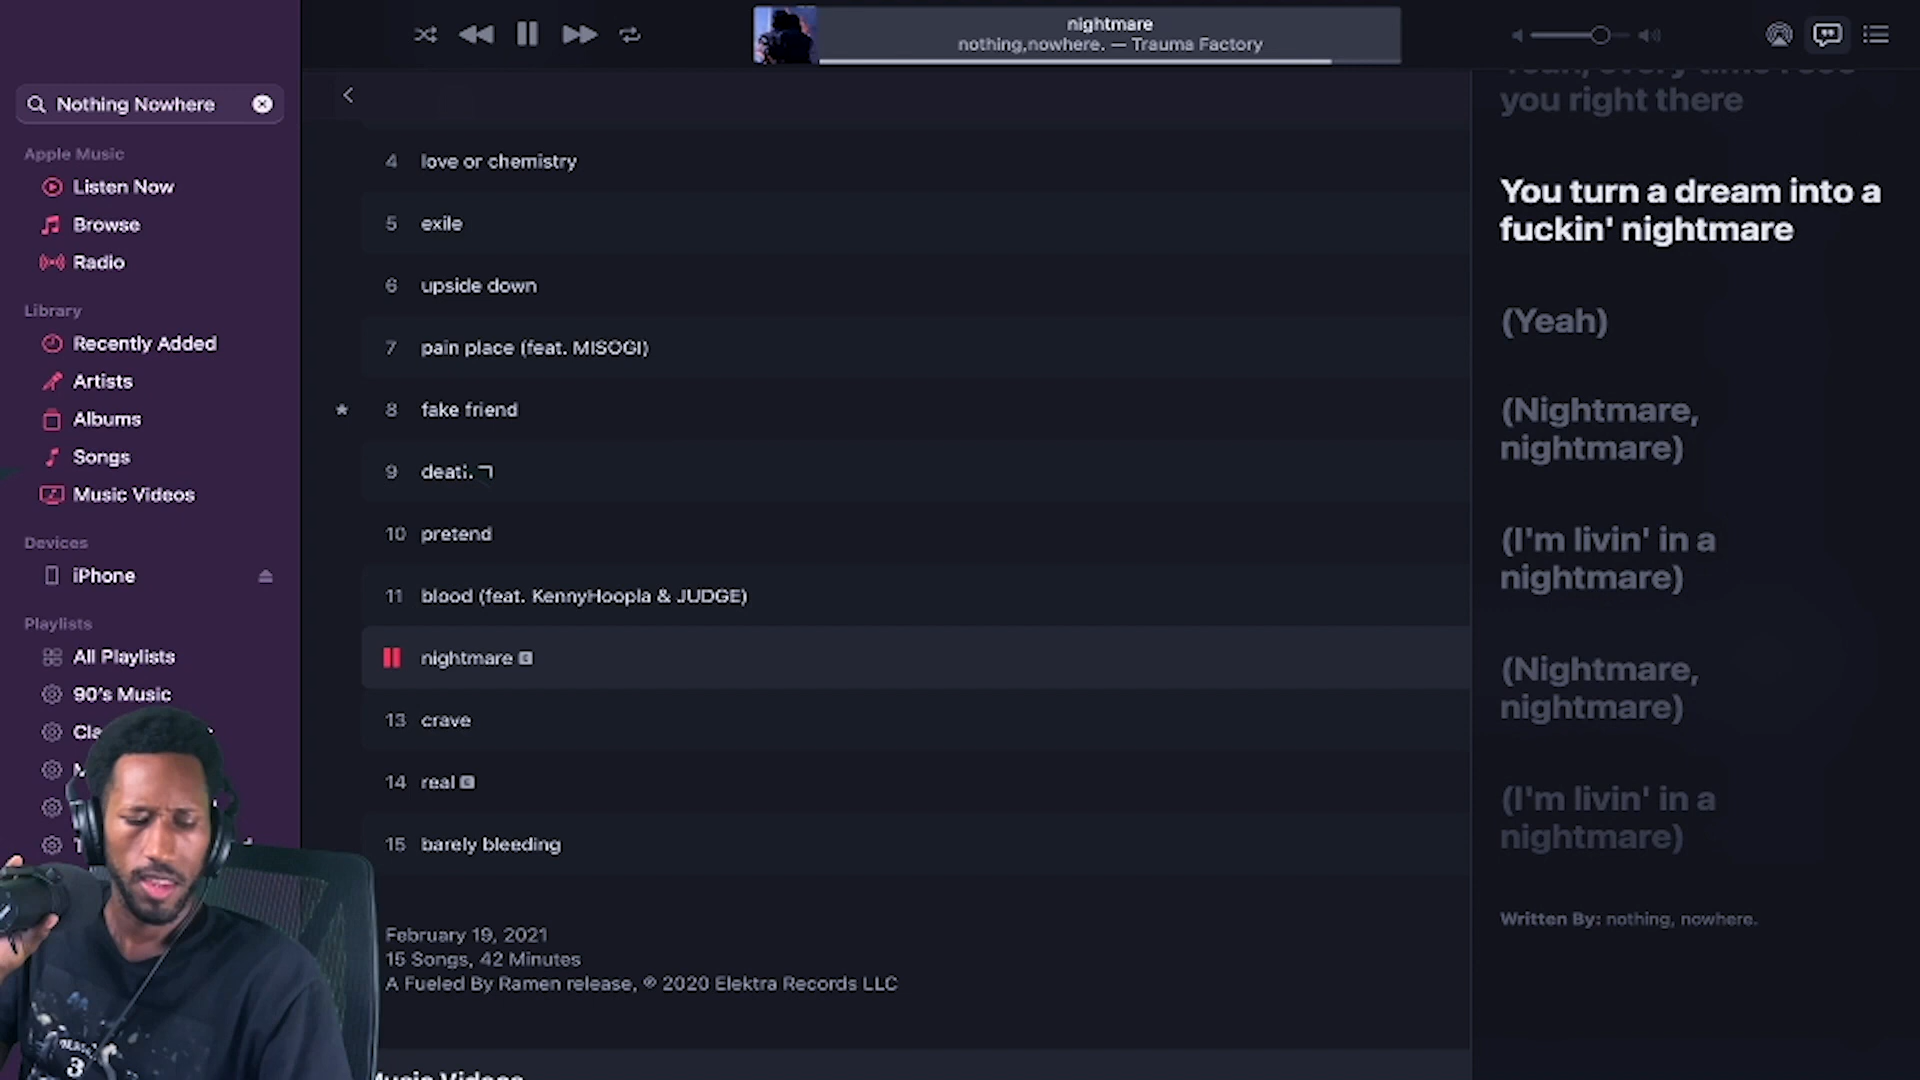 nightmare
nothing,nowhere. — Trauma Factory
Nothing Nowhere
Apple Music
Listen Now
Browse
Radio
Library
Recently Added
Artists
Albums
Songs
Music Videos
Devices
iPhone
Playlists
All Playlists
90's Music
4 love or chemistry
5 exile
6 upside down
7 pain place (feat. MISOGI)
★ 8 fake friend
9
10 pretend
11 blood (feat. KennyHoopla & JUDGE)
nightmare E
13 crave
14 real E
15 barely bleeding
February 19, 2021
15 Songs, 42 Minutes
A Fueled By Ramen release, ℗ 2020 Elektra Records LLC
Music Videos
you right there
You turn a dream into a
fuckin' nightmare
(Yeah)
(Nightmare,
nightmare)
(I'm livin' in a
nightmare)
(Nightmare,
nightmare)
(I'm livin' in a
nightmare)
Written By: nothing, nowhere.
3